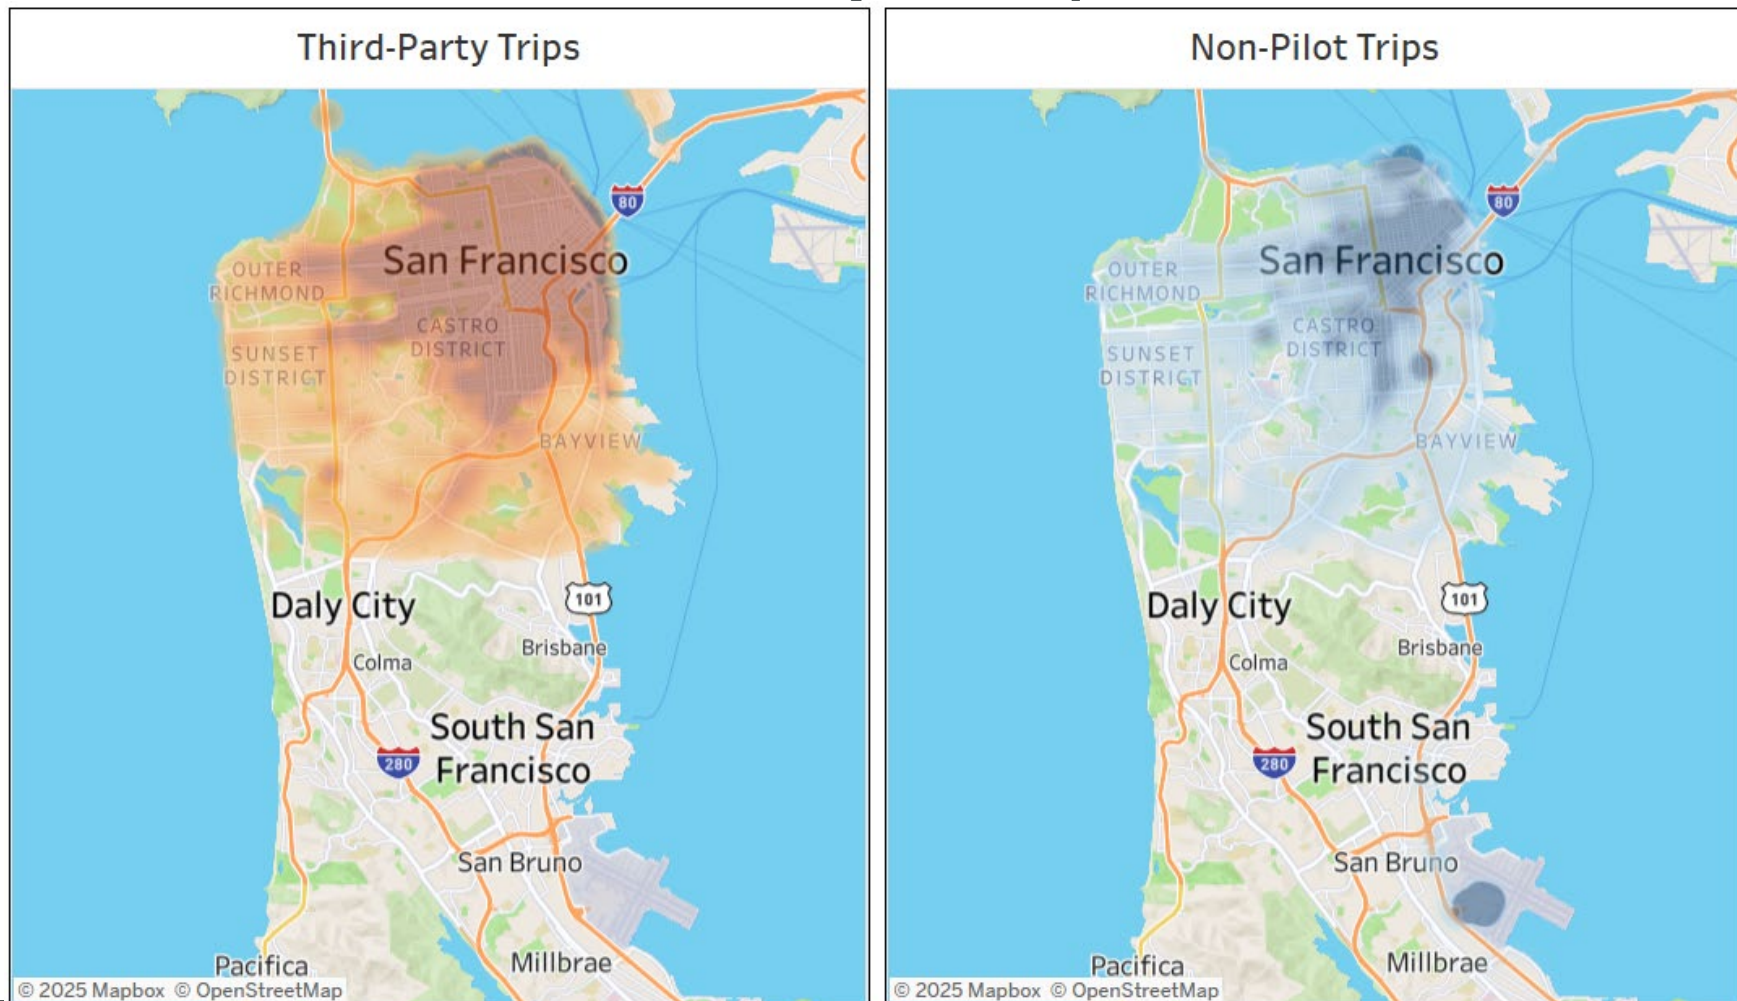 Third-Party Trips
80
San Francisco
OUTER
RICHMOND
CASTRO
DISTRICT
SUNSET
DISTRICT
BAYVIEW
Daly City
101
Brisbane
Colma
South San
Francisco
280
San Bruno
Millbrae
Pacifica
© 2025 Mapbox © OpenStreetMap
Non-Pilot Trips
80
San Francisco
OUTER
RICHMOND
CASTRO
DISTRICT
SUNSET
DISTRICT
BAYVIEW
Daly City
101
Brisbane
Colma
South San
Francisco
280
San Bruno
Millbrae
Pacifica
© 2025 Mapbox © OpenStreetMap